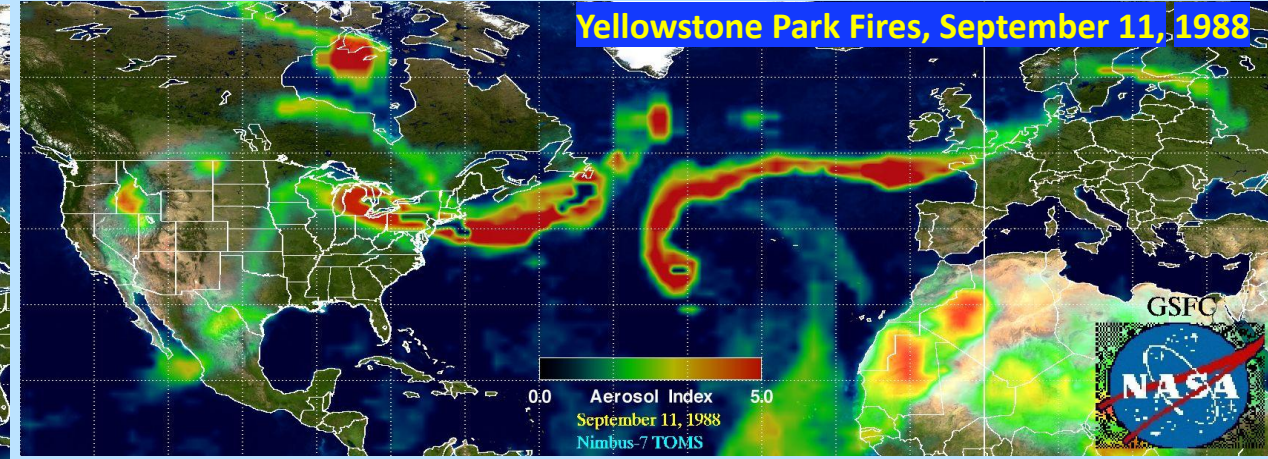 Yellowstone Park Fires, September 11, 1988
GSFC
NASA
0.0 Aerosol Index 5.0
September 11, 1988
Nimbus-7 TOMS